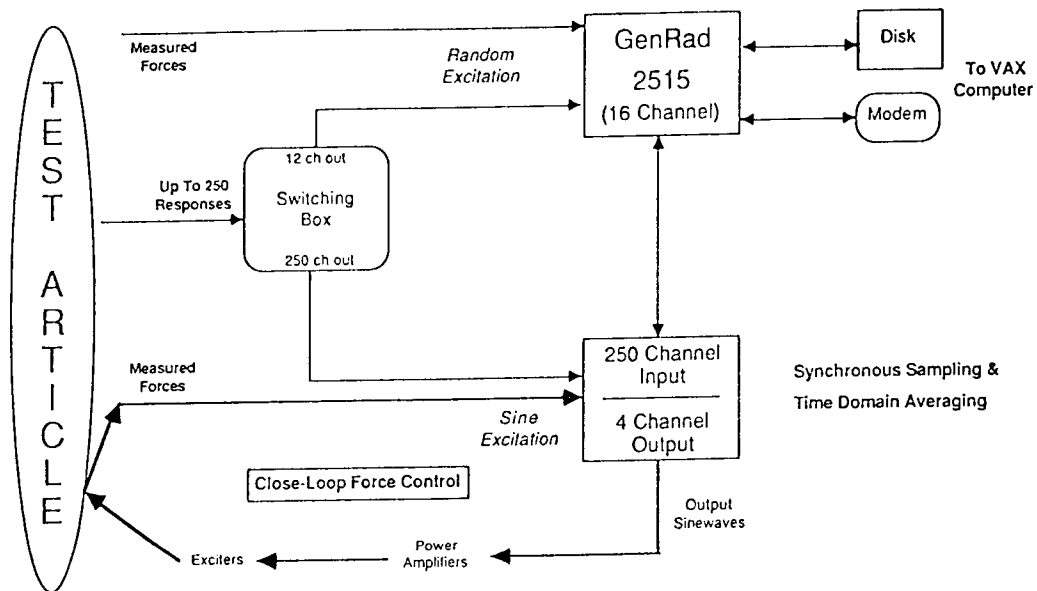 TEST ARTICLE
Measured
Forces
Random
Excitation
GenRad
2515
(16 Channel)
Disk
To VAX
Computer
Modem
12 ch out
Switching
Box
250 ch out
Up To 250
Responses
Measured
Forces
Sine
Excitation
250 Channel
Input
4 Channel
Output
Synchronous Sampling &
Time Domain Averaging
Close-Loop Force Control
Output
Sinewaves
Power
Amplifiers
Exciters